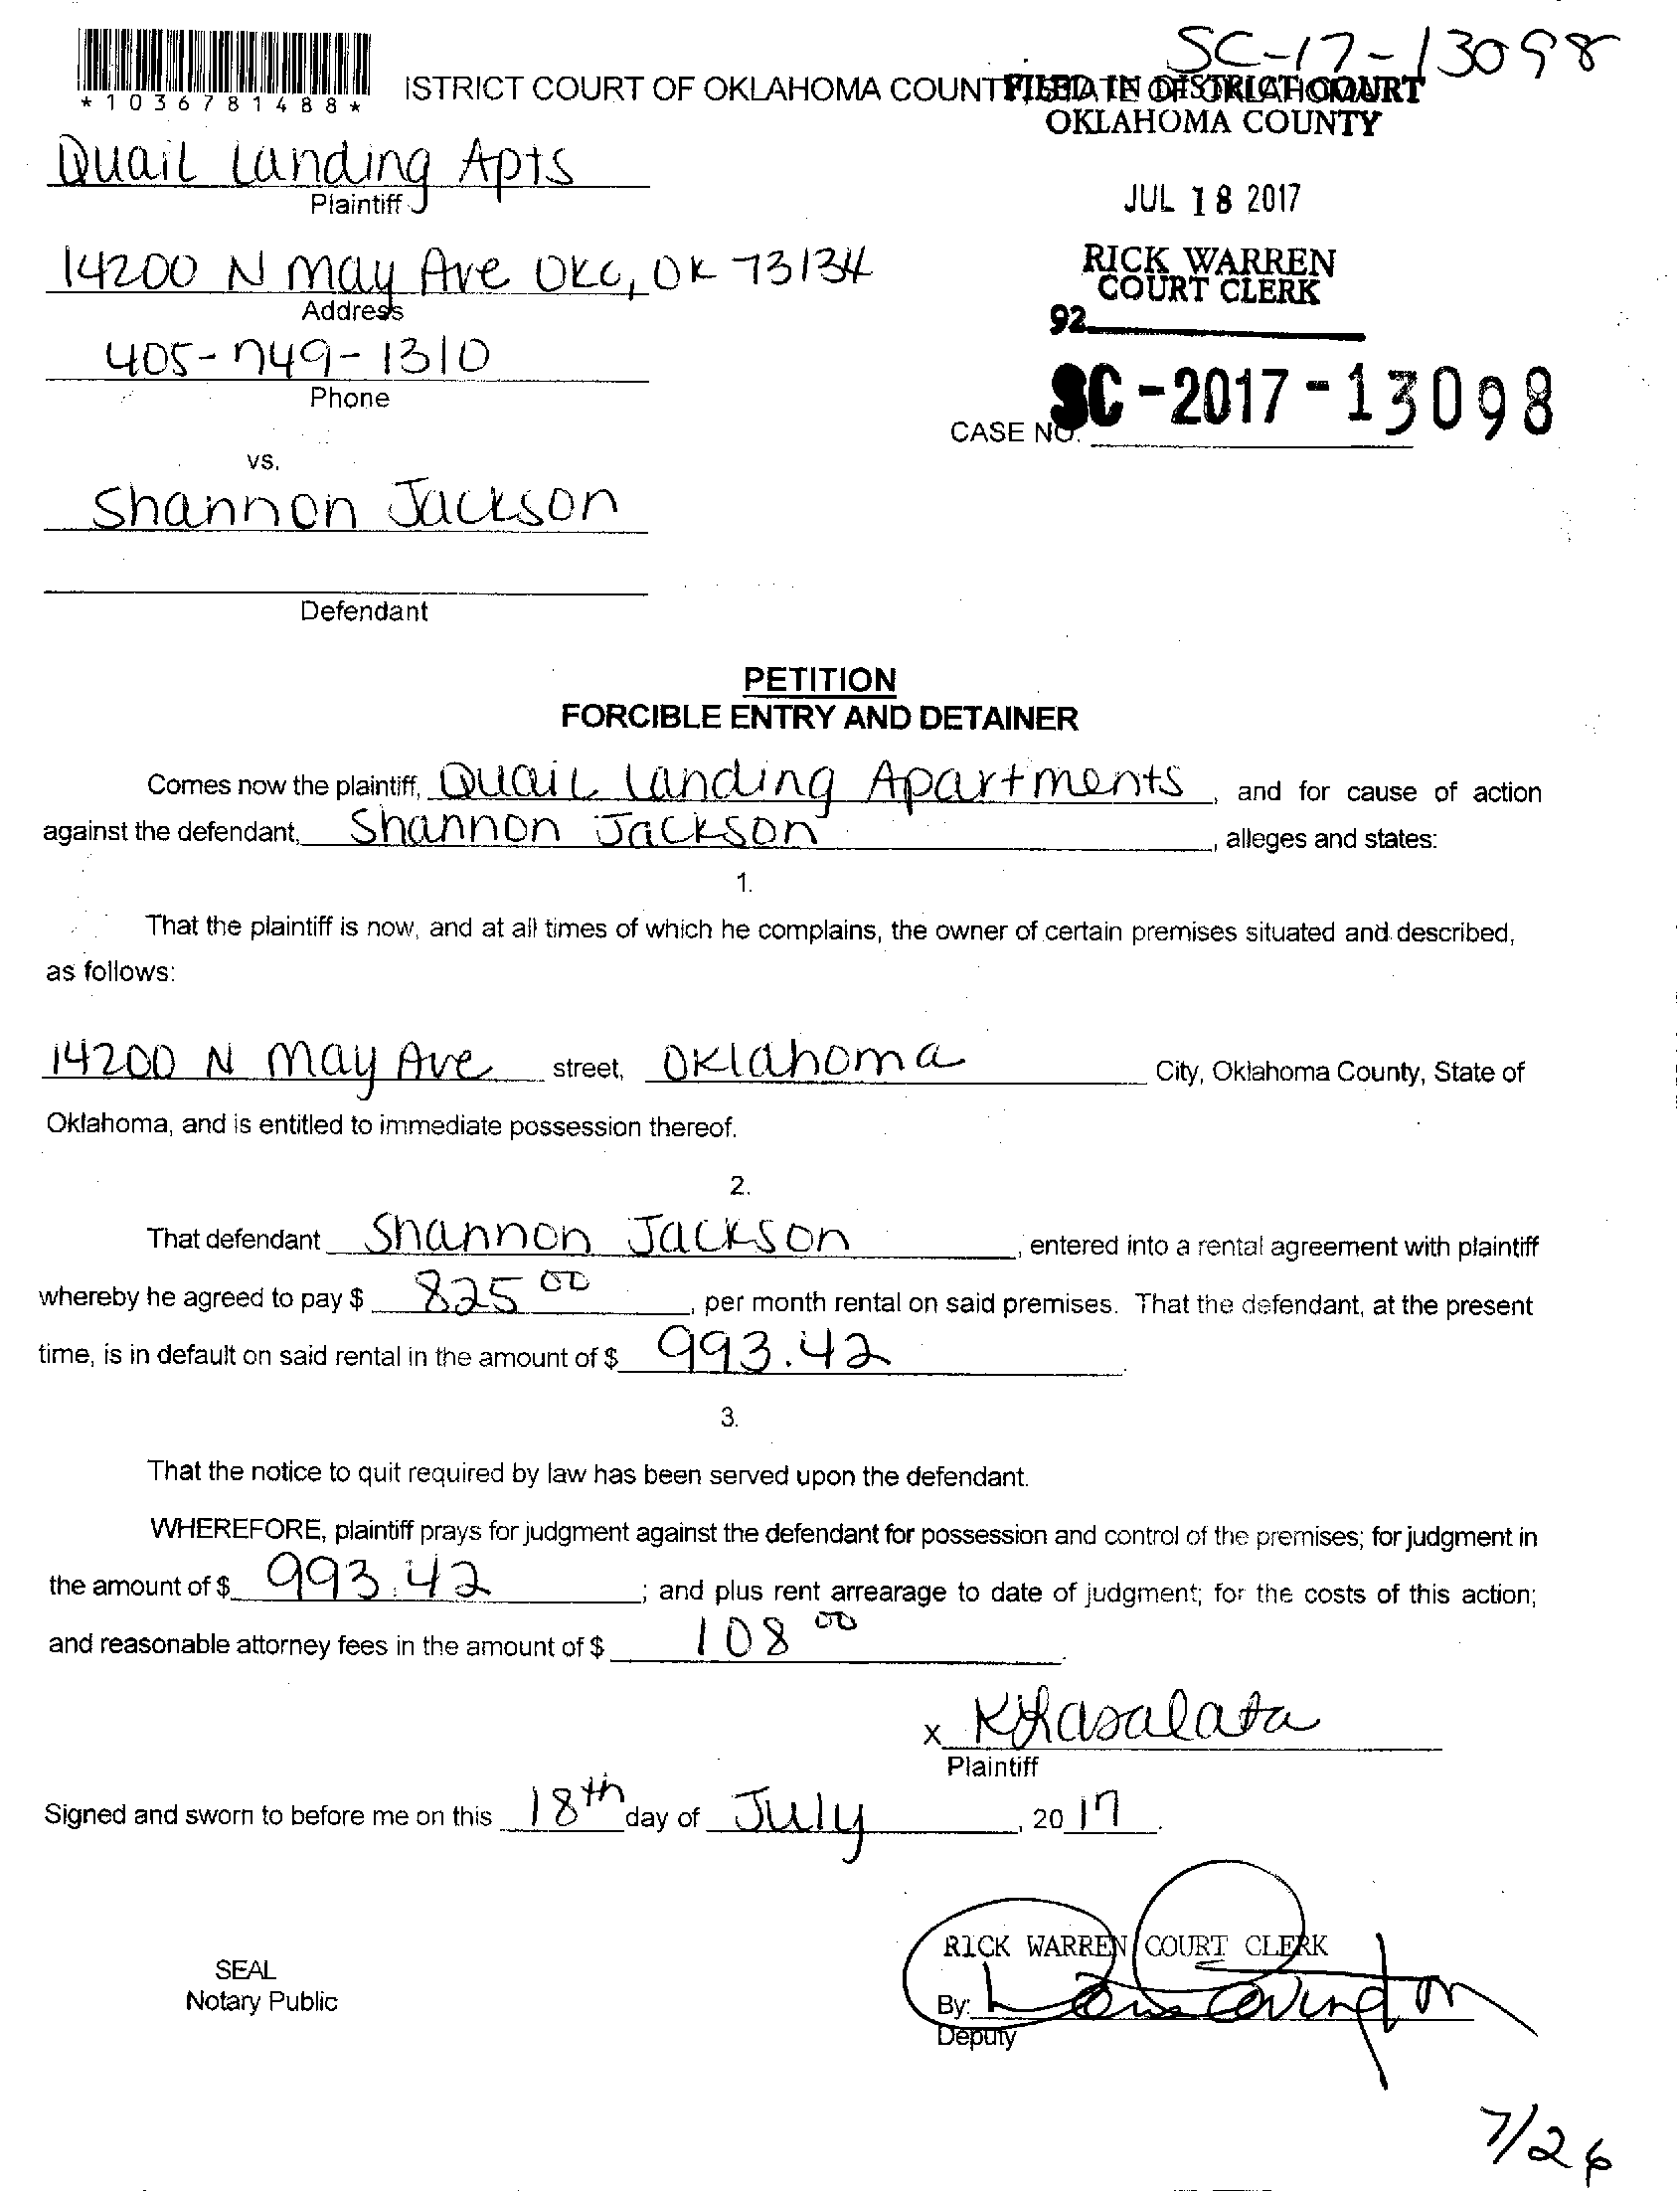 SC-17-13098
*1036781488*
ISTRICT COURT OF OKLAHOMA COUNTY, STATE OF OKLAHOMA
FILED IN DISTRICT COURT
OKLAHOMA COUNTY
Quail Landing Apts
Plaintiff
JUL 18 2017
14200 N May Ave OKC, OK 73134
Address
RICK WARREN
COURT CLERK
92
405-749-1310
Phone
CASE NO. SC-2017-13098
vs.
Shannon Jackson
Defendant
PETITION
FORCIBLE ENTRY AND DETAINER
Comes now the plaintiff, Quail Landing Apartments, and for cause of action
against the defendant, Shannon Jackson, alleges and states:
1.
That the plaintiff is now, and at all times of which he complains, the owner of certain premises situated and described,
as follows:
14200 N May Ave street, Oklahoma City, Oklahoma County, State of
Oklahoma, and is entitled to immediate possession thereof.
2.
That defendant Shannon Jackson, entered into a rental agreement with plaintiff
whereby he agreed to pay $ 825 00, per month rental on said premises. That the defendant, at the present
time, is in default on said rental in the amount of $ 993.42.
3.
That the notice to quit required by law has been served upon the defendant.
WHEREFORE, plaintiff prays for judgment against the defendant for possession and control of the premises; for judgment in
the amount of $ 993.42; and plus rent arrearage to date of judgment; for the costs of this action;
and reasonable attorney fees in the amount of $ 108 00.
X
Plaintiff
Signed and sworn to before me on this 18th day of July, 2017.
RICK WARREN COURT CLERK
SEAL
Notary Public
By: Covington
Deputy
7/26